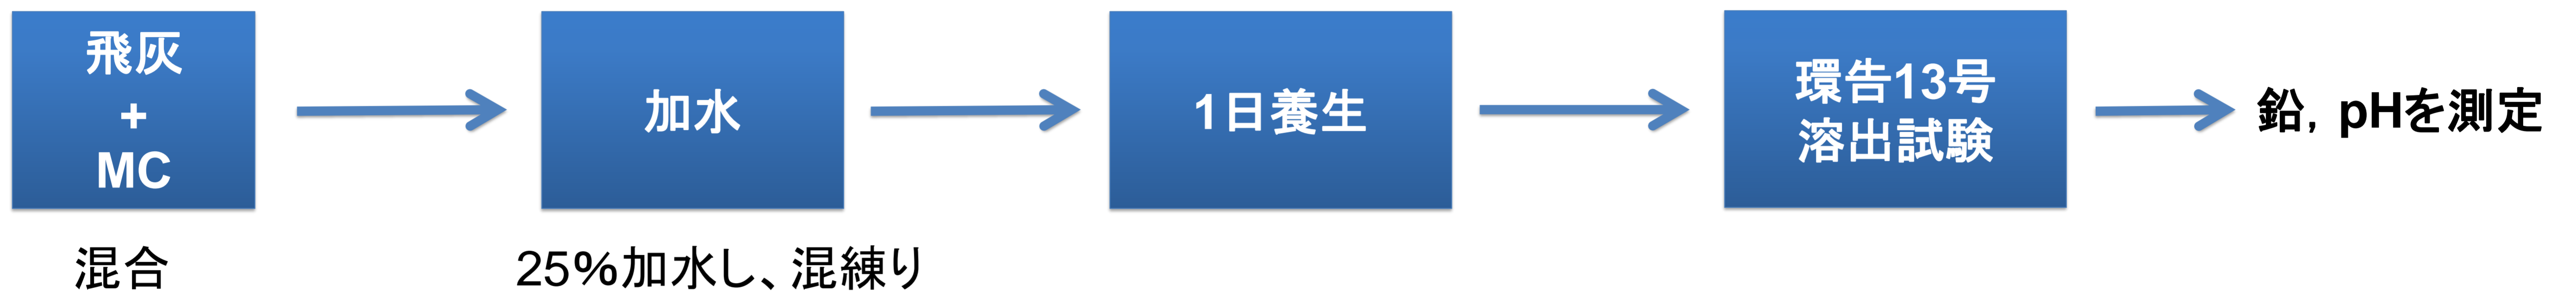 飛灰
+
MC
混合
加水
25%加水し、混練り
1日養生
環告13号
溶出試験
鉛，pHを測定